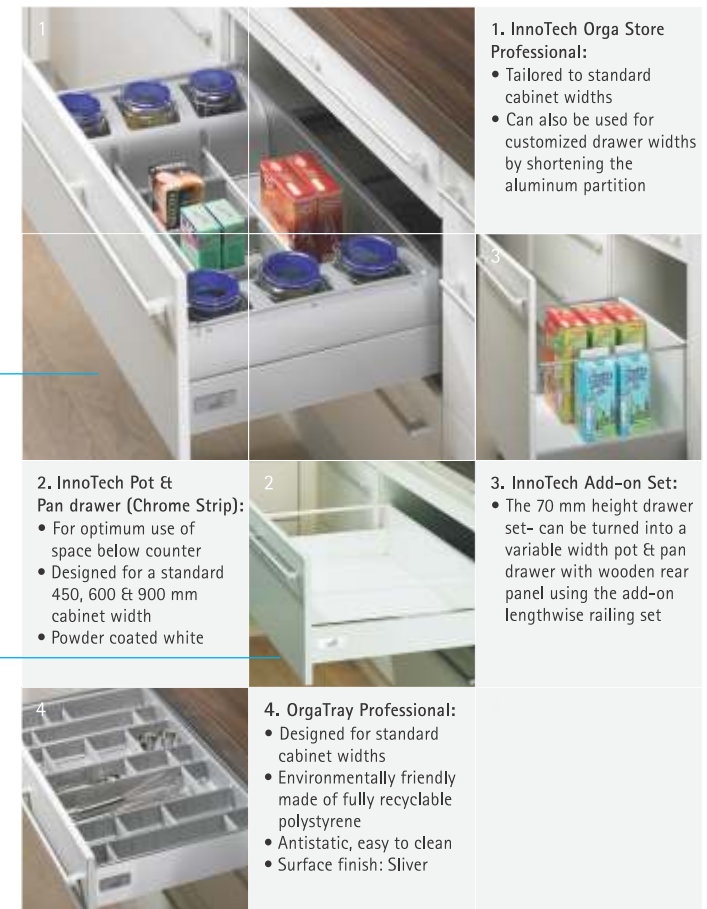 1
1. InnoTech Orga Store
Professional:
• Tailored to standard
cabinet widths
• Can also be used for
customized drawer widths
by shortening the
aluminum partition
3
2. InnoTech Pot &
Pan drawer (Chrome Strip):
• For optimum use of
space below counter
• Designed for a standard
450, 600 & 900 mm
cabinet width
• Powder coated white
2
3. InnoTech Add-on Set:
• The 70 mm height drawer
set- can be turned into a
variable width pot & pan
drawer with wooden rear
panel using the add-on
lengthwise railing set
4
4. OrgaTray Professional:
• Designed for standard
cabinet widths
• Environmentally friendly
made of fully recyclable
polystyrene
• Antistatic, easy to clean
• Surface finish: Sliver